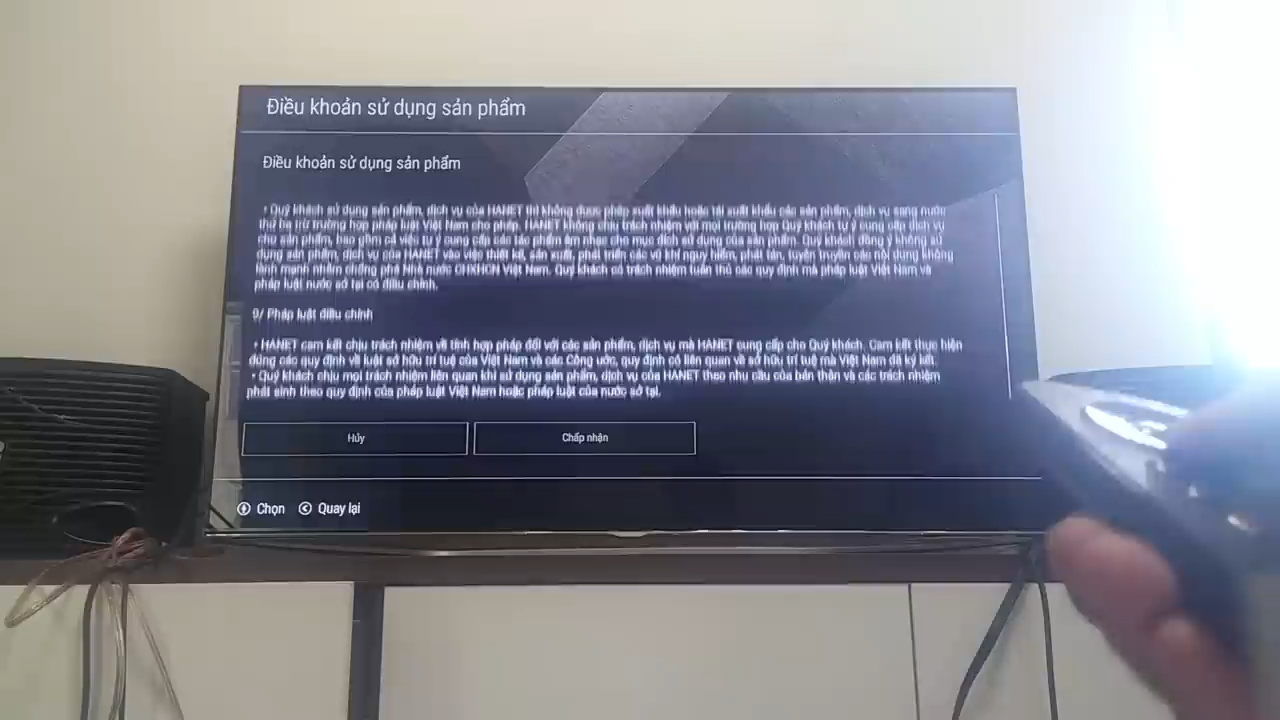 Điều khoản sử dụng sản phẩm
Điều khoản sử dụng sản phẩm
• Quý khách sử dụng sản phẩm, dịch vụ của HANET thì không được phép xuất khẩu hoặc tái xuất khẩu các sản phẩm, dịch vụ sang nước
thứ ba trừ trường hợp pháp luật Việt Nam cho phép. HANET không chịu trách nhiệm với mọi trường hợp Quý khách tự ý cung cấp dịch vụ
cho sản phẩm, bao gồm cả việc tự ý cung cấp các tác phẩm âm nhạc cho mục đích sử dụng của sản phẩm. Quý khách đồng ý không sử
dụng sản phẩm, dịch vụ của HANET vào việc thiết kế, sản xuất, phát triển các vũ khí nguy hiểm, phát tán, tuyên truyền các nội dung không
lành mạnh nhằm chống phá Nhà nước CHXHCN Việt Nam. Quý khách có trách nhiệm tuân thủ các quy định mà pháp luật Việt Nam và
pháp luật nước sở tại có điều chỉnh.
9/ Pháp luật điều chỉnh
• HANET cam kết chịu trách nhiệm về tính hợp pháp đối với các sản phẩm, dịch vụ mà HANET cung cấp cho Quý khách. Cam kết thực hiện
đúng các quy định về luật sở hữu trí tuệ của Việt Nam và các Công ước, quy định có liên quan về sở hữu trí tuệ mà Việt Nam đã ký kết.
• Quý khách chịu mọi trách nhiệm liên quan khi sử dụng sản phẩm, dịch vụ của HANET theo nhu cầu của bản thân và các trách nhiệm
phát sinh theo quy định của pháp luật Việt Nam hoặc pháp luật của nước sở tại.
Hủy
Chấp nhận
Chọn
Quay lại